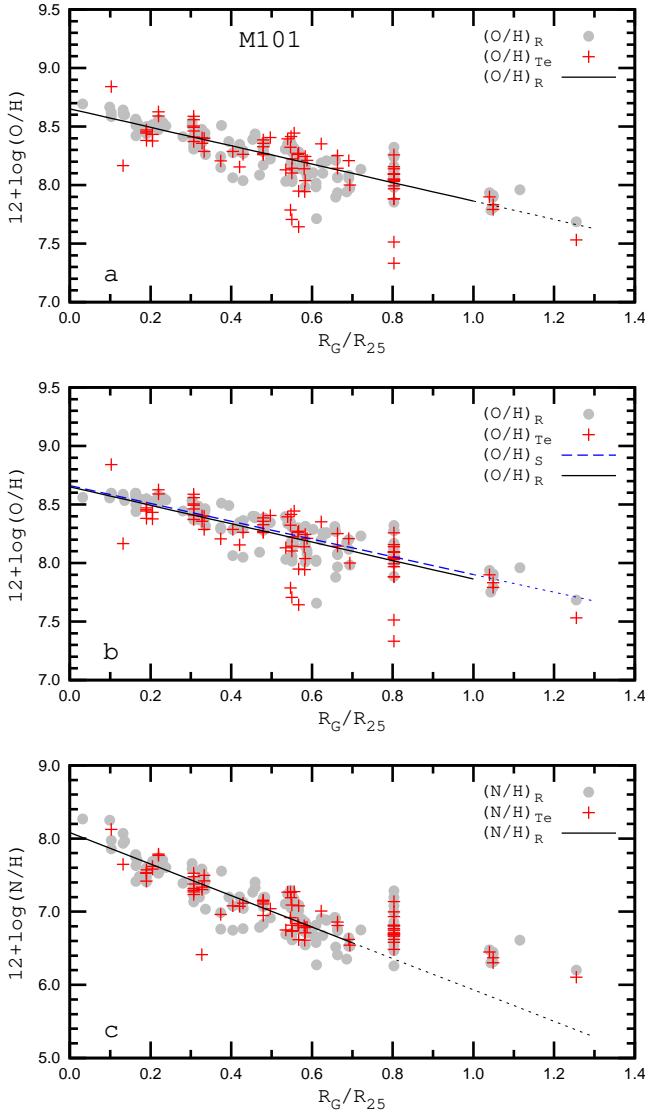 M101
(O/H)R
(O/H)Te
(O/H)R
9.5
9.0
8.5
8.0
7.5
7.0
12+log(O/H)
a
0.0 0.2 0.4 0.6 0.8 1.0 1.2 1.4
RG/R25
(O/H)R
(O/H)Te
(O/H)S
(O/H)R
9.5
9.0
8.5
8.0
7.5
7.0
12+log(O/H)
b
0.0 0.2 0.4 0.6 0.8 1.0 1.2 1.4
RG/R25
(N/H)R
(N/H)Te
(N/H)R
9.0
8.0
7.0
6.0
5.0
12+log(N/H)
c
0.0 0.2 0.4 0.6 0.8 1.0 1.2 1.4
RG/R25